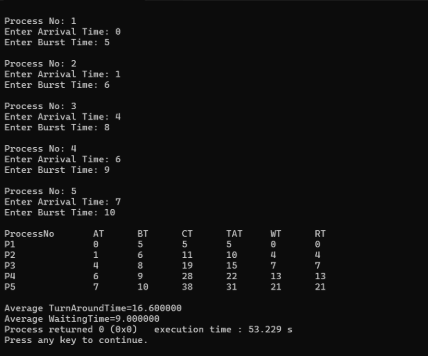 Process No: 1
Enter Arrival Time: 0
Enter Burst Time: 5
Process No: 2
Enter Arrival Time: 1
Enter Burst Time: 6
Process No: 3
Enter Arrival Time: 4
Enter Burst Time: 8
Process No: 4
Enter Arrival Time: 6
Enter Burst Time: 9
Process No: 5
Enter Arrival Time: 7
Enter Burst Time: 10
ProcessNo AT BT CT TAT WT RT
P1 0 5 5 5 0 0
P2 1 6 11 10 4 4
P3 4 8 19 15 7 7
P4 6 9 28 22 13 13
P5 7 10 38 31 21 21
Average TurnAroundTime=16.600000
Average WaitingTime=9.000000
Process returned 0 (0x0) execution time : 53.229 s
Press any key to continue.